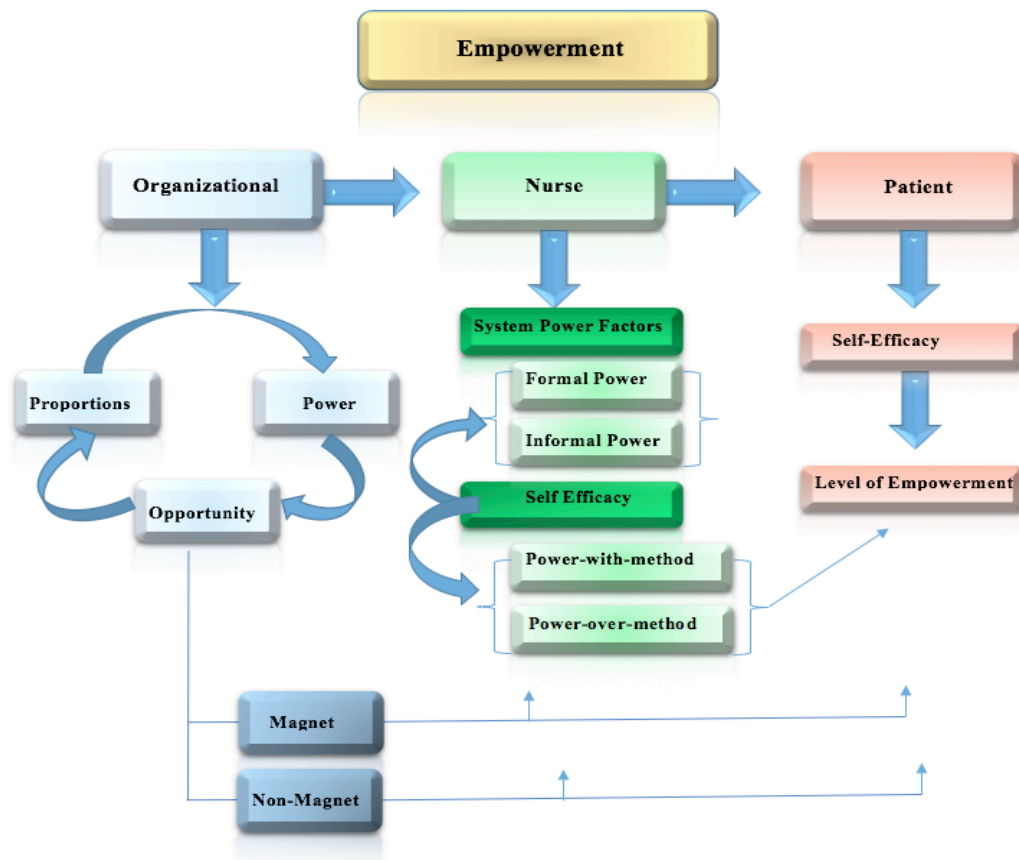 Empowerment
Organizational
Nurse
Patient
System Power Factors
Self-Efficacy
Formal Power
Proportions
Power
Informal Power
Level of Empowerment
Self Efficacy
Opportunity
Power-with-method
Power-over-method
Magnet
Non-Magnet